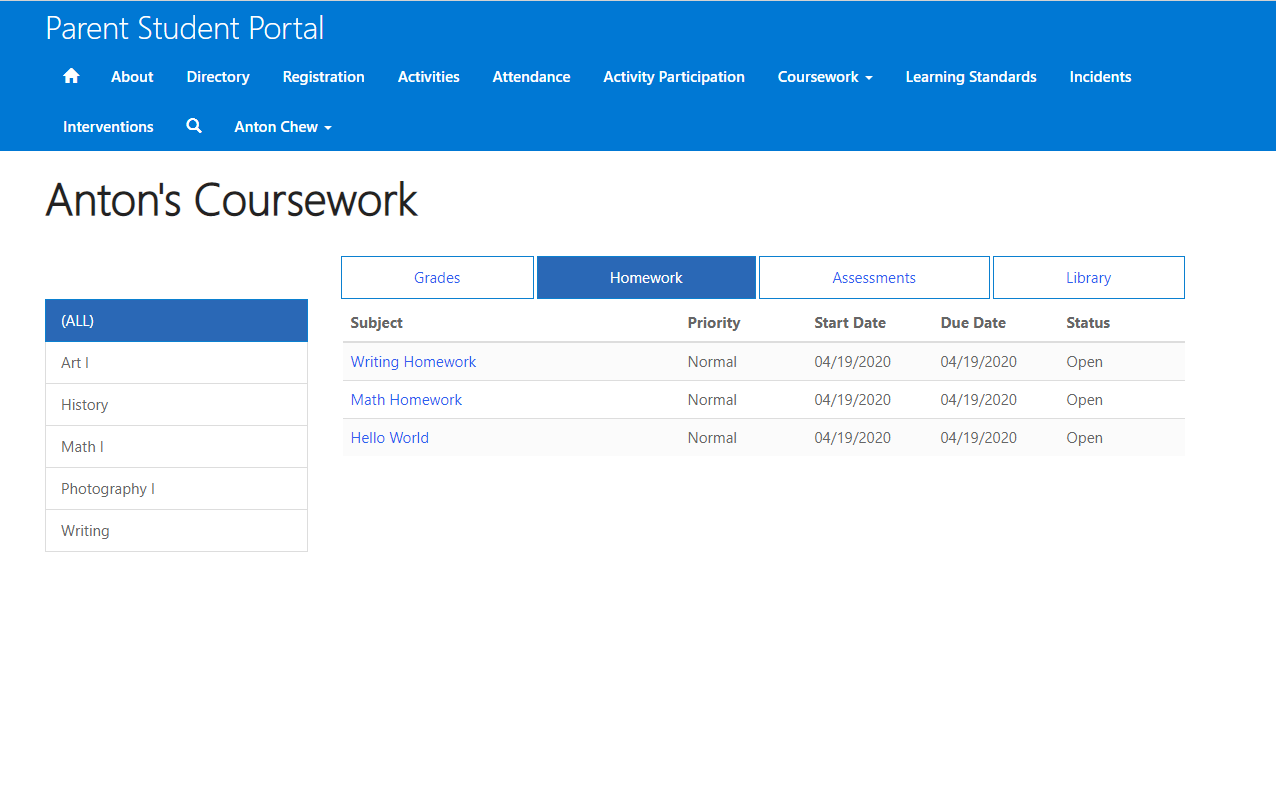 Parent Student Portal
About Directory Registration Activities Attendance Activity Participation Coursework Learning Standards Incidents
Interventions Anton Chew
Anton's Coursework
Grades Homework Assessments Library
(ALL)
Art I
History
Math I
Photography I
Writing
Subject Priority Start Date Due Date Status
Writing Homework Normal 04/19/2020 04/19/2020 Open
Math Homework Normal 04/19/2020 04/19/2020 Open
Hello World Normal 04/19/2020 04/19/2020 Open